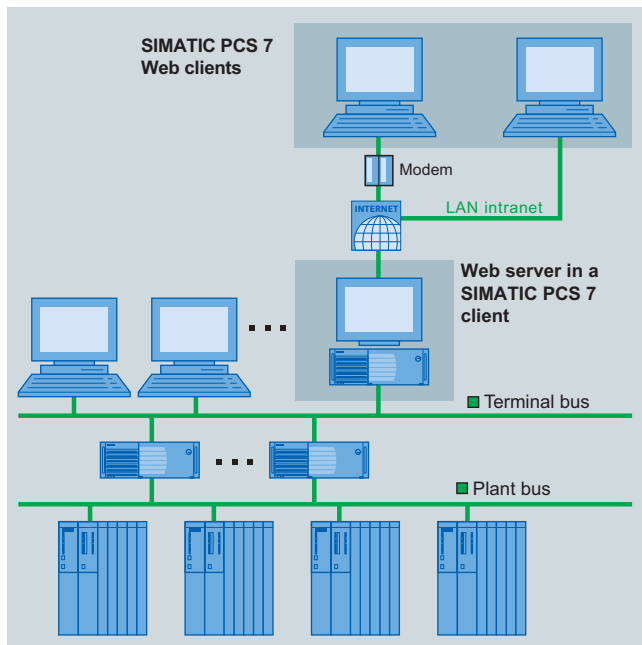 SIMATIC PCS 7
Web clients
Modem
INTERNET
LAN intranet
Web server in a
SIMATIC PCS 7
client
Terminal bus
Plant bus